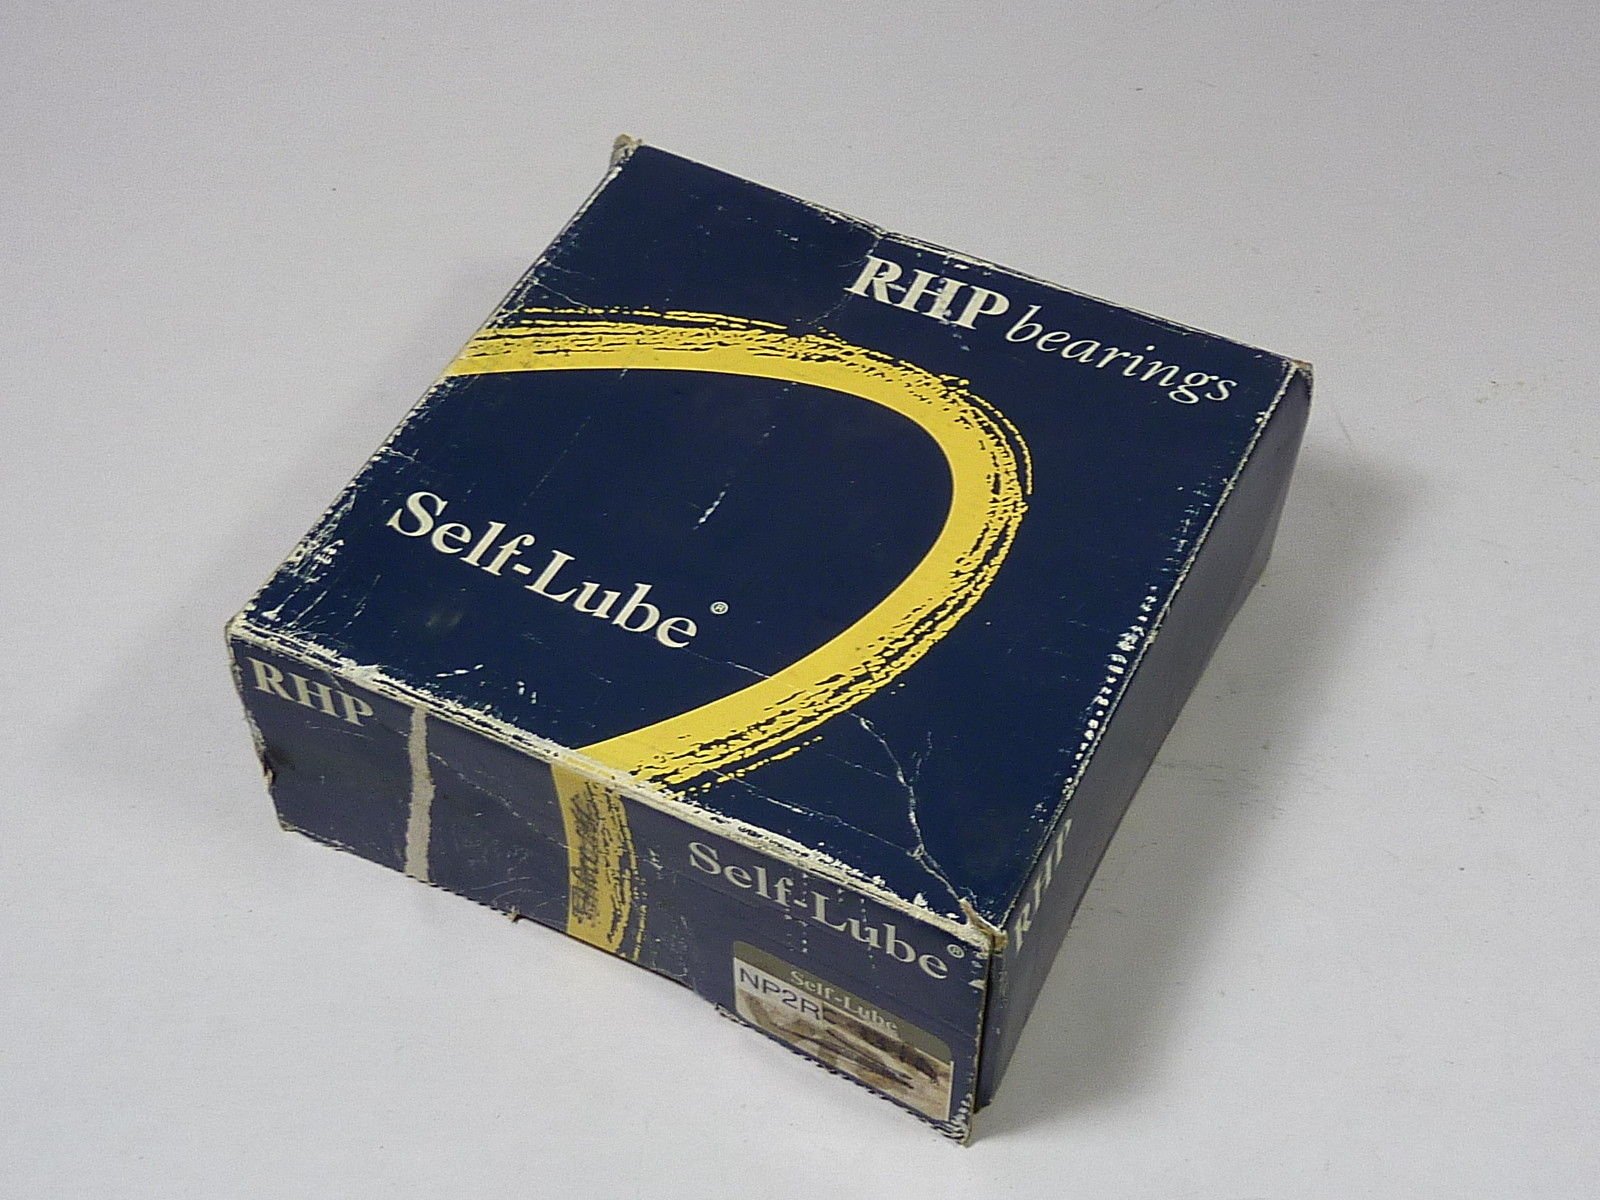 RHP bearings
Self-Lube®
RHP
Self-Lube®
Self-Lube
NP2R
RHP